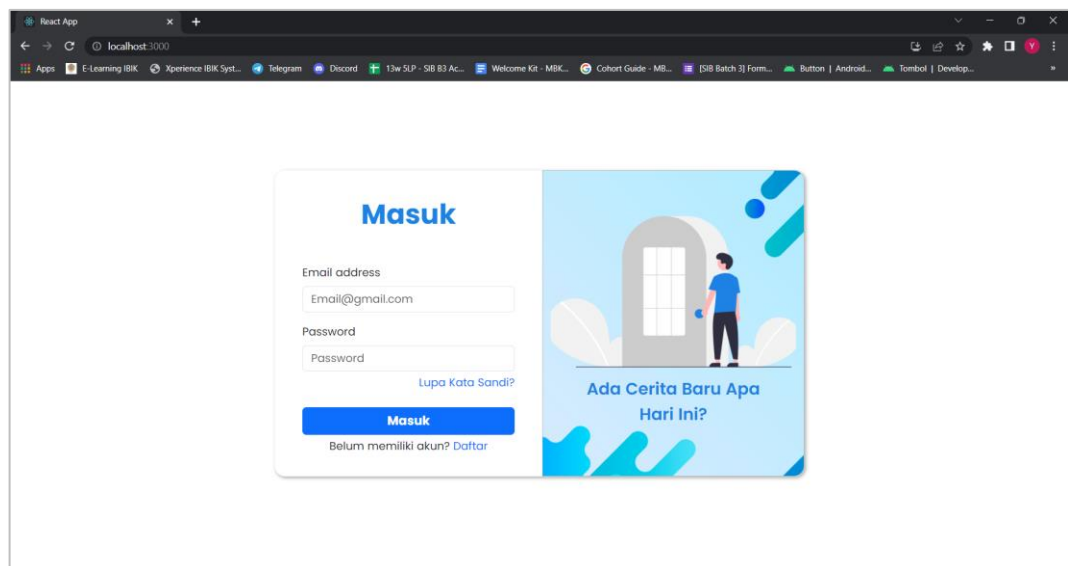 React App
localhost:3000
Apps E-Learning IBIK Xperience IBIK Syst... Telegram Discord 13w SLP - SIB B3 Ac... Welcome Kit - MBK... Cohort Guide - MB... [SIB Batch 3] Form... Button | Android... Tombol | Develop...
Masuk
Email address
Email@gmail.com
Password
Password
Lupa Kata Sandi?
Masuk
Belum memiliki akun? Daftar
Ada Cerita Baru Apa
Hari Ini?
Y